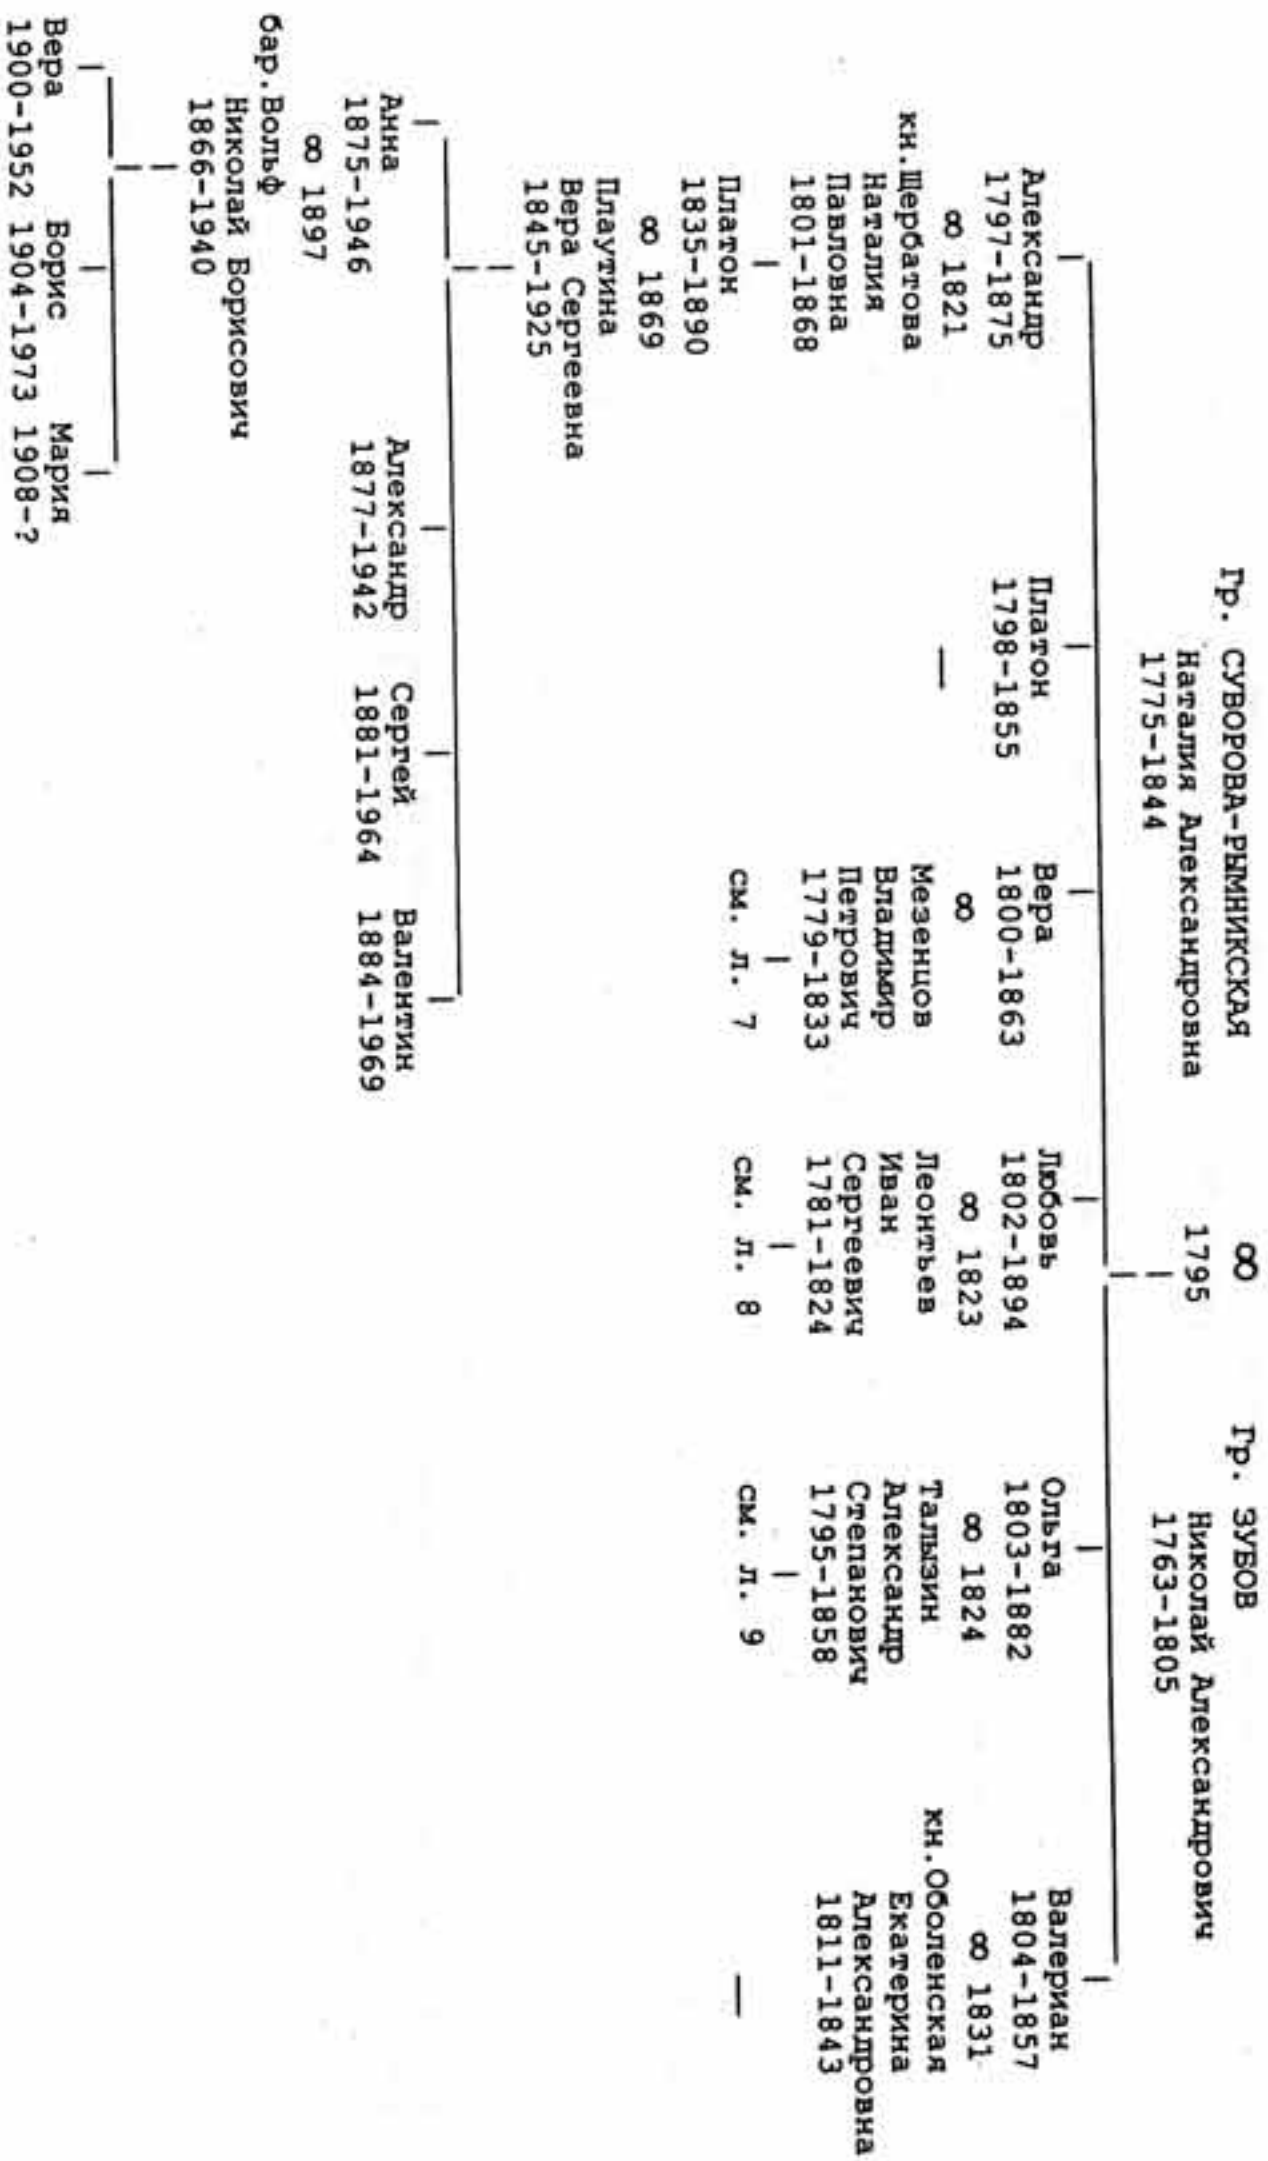 Гр. СУВОРОВА-РЫМНИКСКАЯ ∞ Гр. ЗУБОВ
Наталия Александровна 1795 Николай Александрович
1775-1844 1763-1805
Александр Платон Вера Любовь Ольга Валериан
1797-1875 1798-1855 1800-1863 1802-1894 1803-1882 1804-1857
∞ 1821 — ∞ ∞ 1823 ∞ 1824 ∞ 1831
кн.Щербатова Мезенцов Леонтьев Талызин кн.Оболенская
Наталия Владимир Иван Александр Екатерина
Павловна Петрович Сергеевич Степанович Александровна
1801-1868 1779-1833 1781-1824 1795-1858 1811-1843
Платон см. л. 7 см. л. 8 см. л. 9 —
1835-1890
∞ 1869
Плаутина
Вера Сергеевна
1845-1925
Анна Александр Сергей Валентин
1875-1946 1877-1942 1881-1964 1884-1969
∞ 1897
бар.Вольф
Николай Борисович
1866-1940
Вера Борис Мария
1900-1952 1904-1973 1908-?